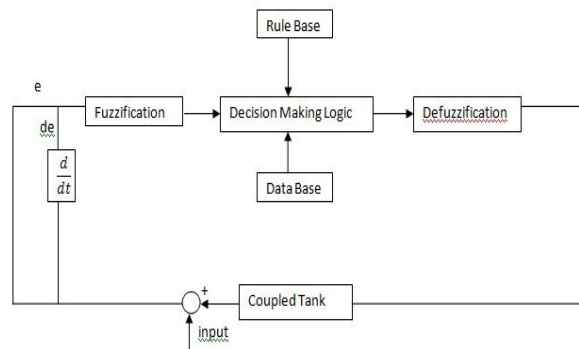 Rule Base
e
Fuzzification
Decision Making Logic
Defuzzification
de
d
dt
Data Base
+
Coupled Tank
input